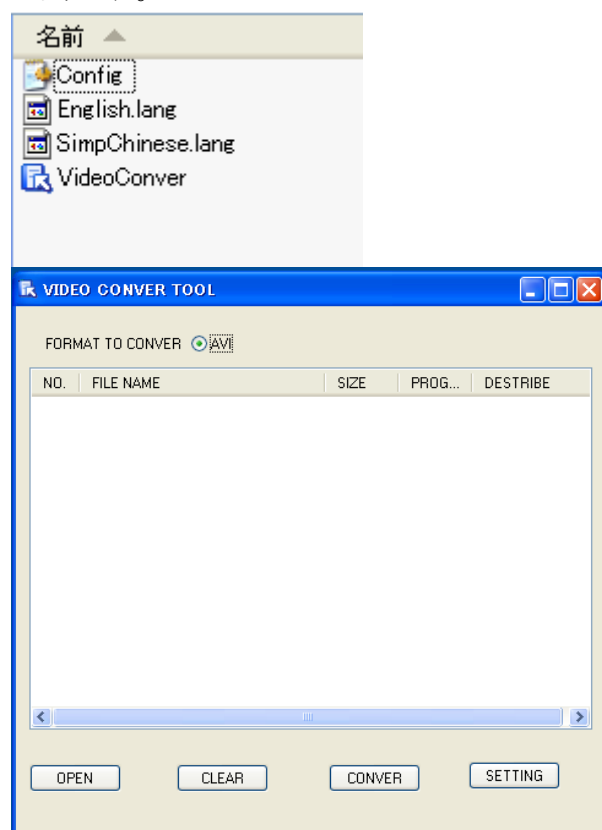 名前
Config
English.lang
SimpChinese.lang
VideoConver
VIDEO CONVER TOOL
FORMAT TO CONVER AVI
NO. FILE NAME SIZE PROG... DESTRIBE
OPEN CLEAR CONVER SETTING